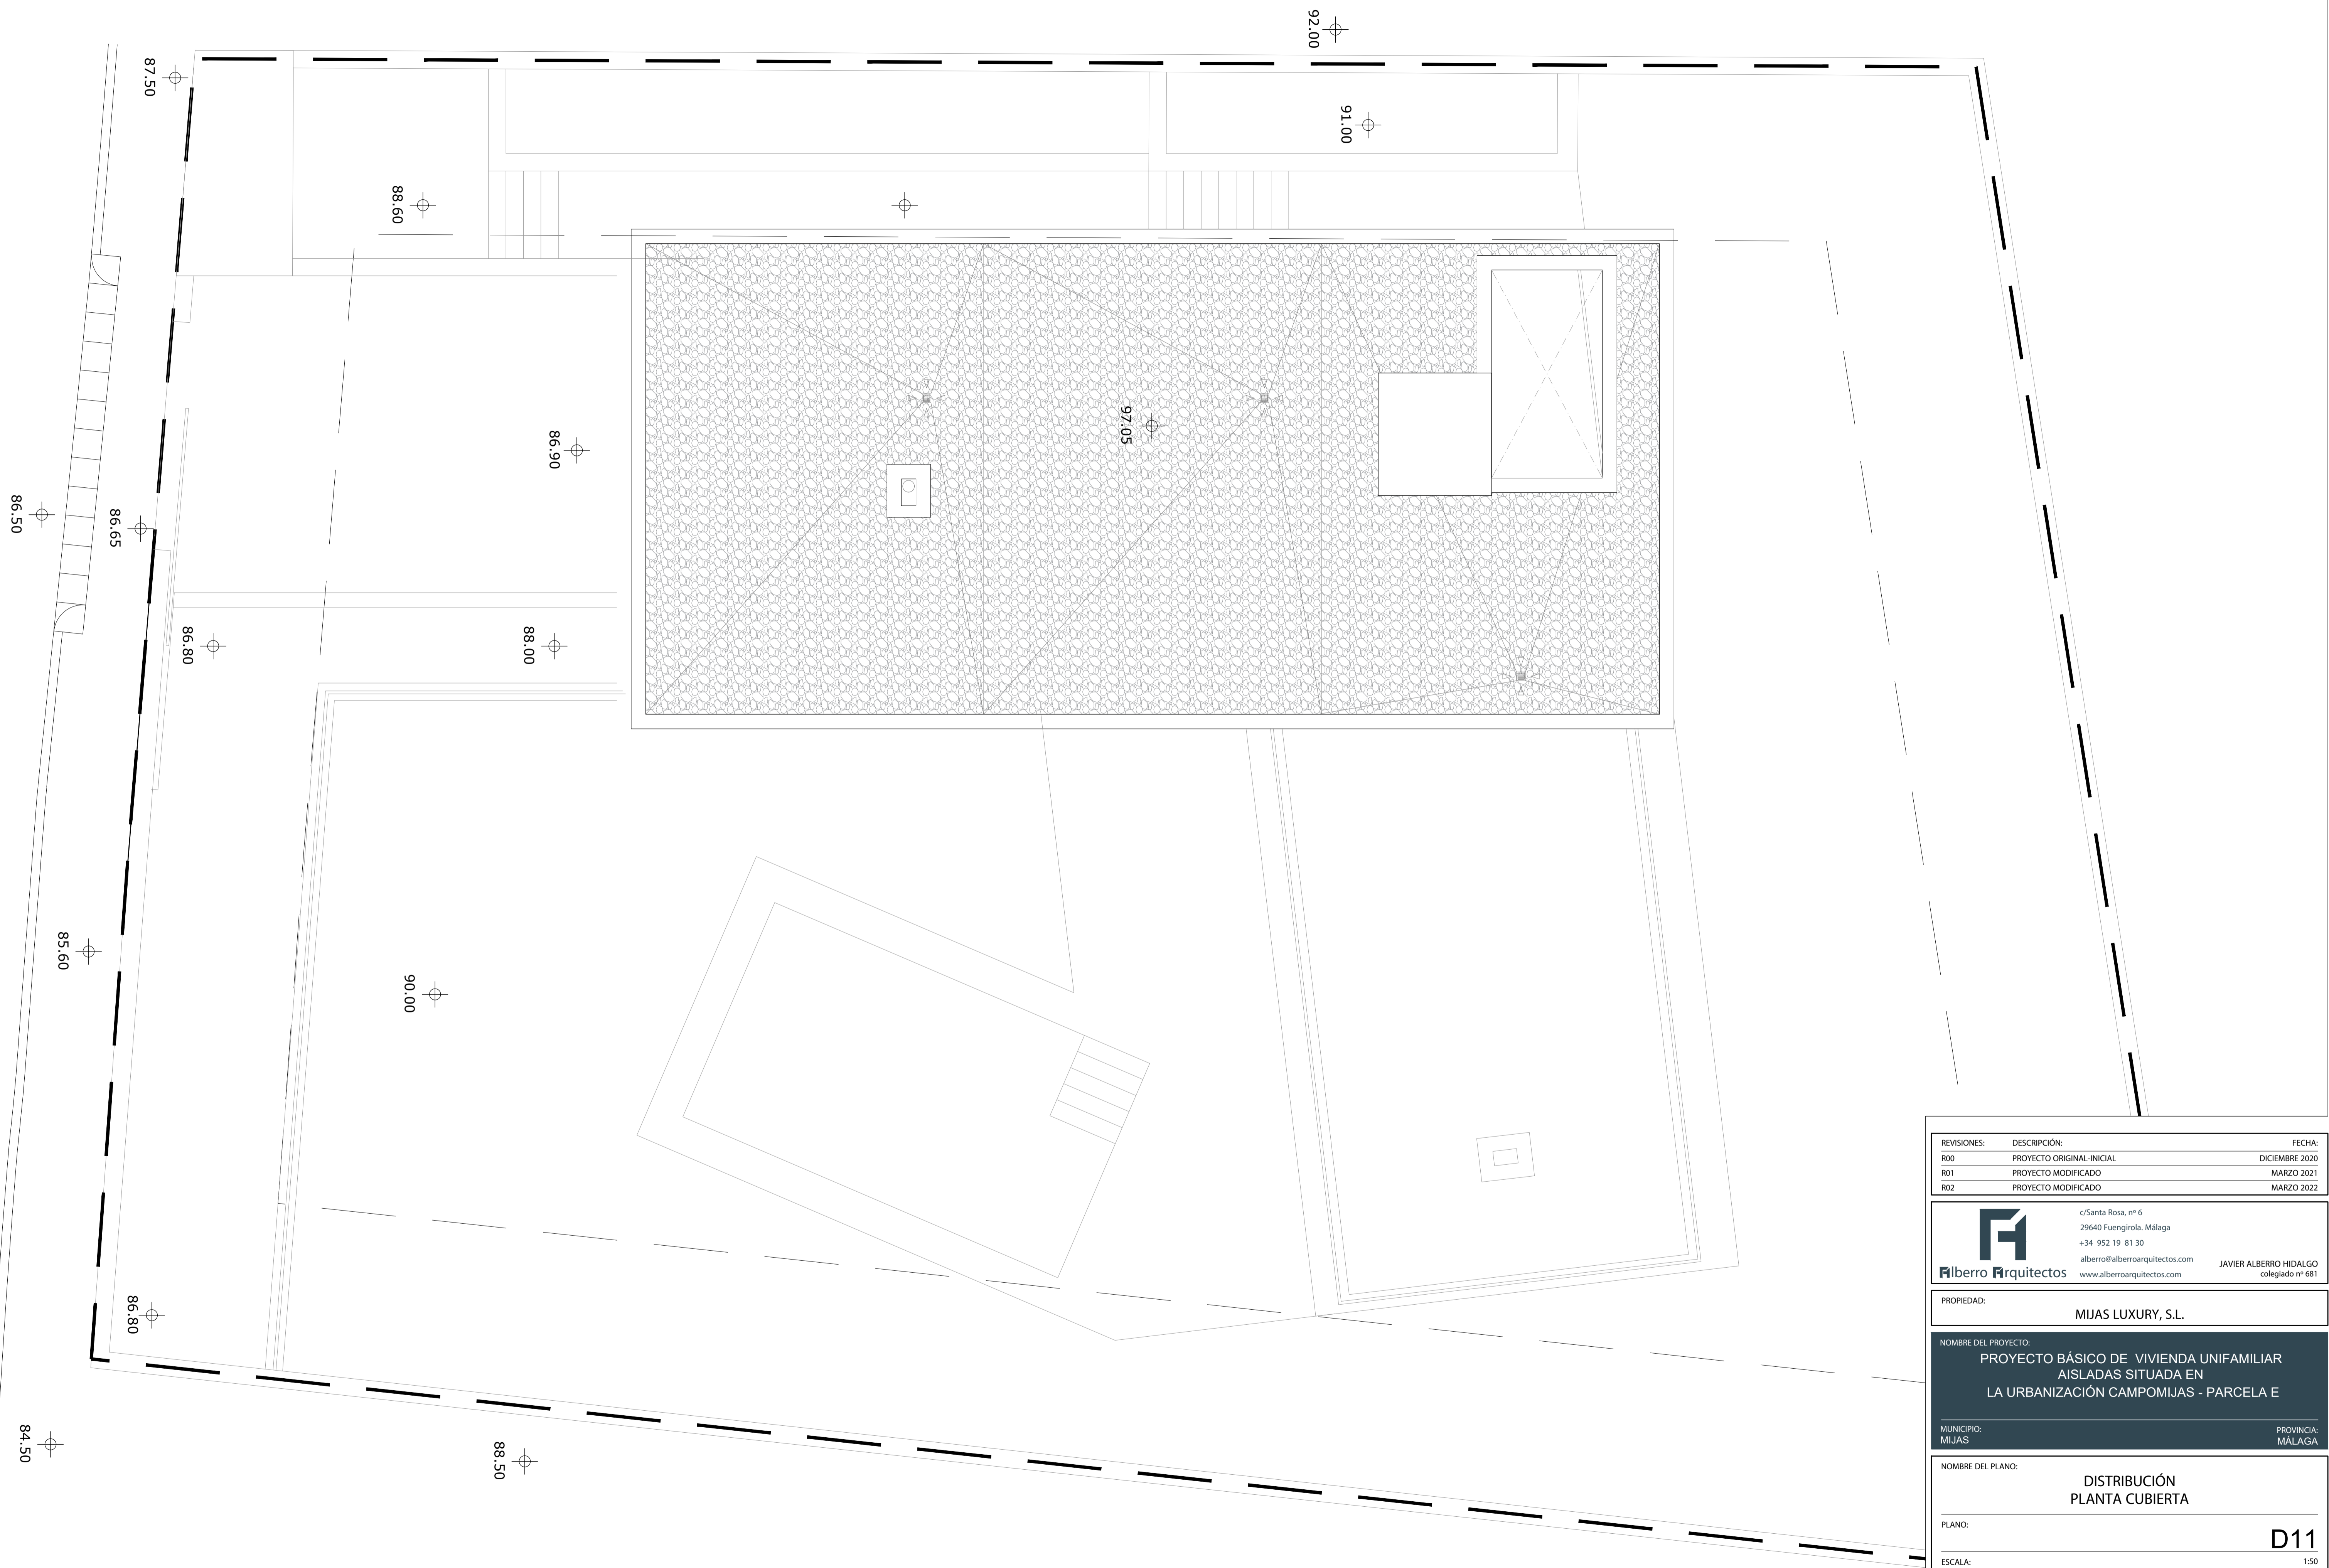 92.00
87.50
91.00
88.60
97.05
86.90
86.50
86.65
86.80
88.00
85.60
90.00
86.80
84.50
88.50
REVISIONES: DESCRIPCIÓN: FECHA:
R00 PROYECTO ORIGINAL-INICIAL DICIEMBRE 2020
R01 PROYECTO MODIFICADO MARZO 2021
R02 PROYECTO MODIFICADO MARZO 2022
Alberro Arquitectos
c/Santa Rosa, nº 6
29640 Fuengirola. Málaga
+34 952 19 81 30
alberro@alberroarquitectos.com
www.alberroarquitectos.com
JAVIER ALBERRO HIDALGO
colegiado nº 681
PROPIEDAD:
MIJAS LUXURY, S.L.
NOMBRE DEL PROYECTO:
PROYECTO BÁSICO DE VIVIENDA UNIFAMILIAR
AISLADAS SITUADA EN
LA URBANIZACIÓN CAMPOMIJAS - PARCELA E
MUNICIPIO: PROVINCIA:
MIJAS MÁLAGA
NOMBRE DEL PLANO:
DISTRIBUCIÓN
PLANTA CUBIERTA
PLANO:
D11
ESCALA: 1:50